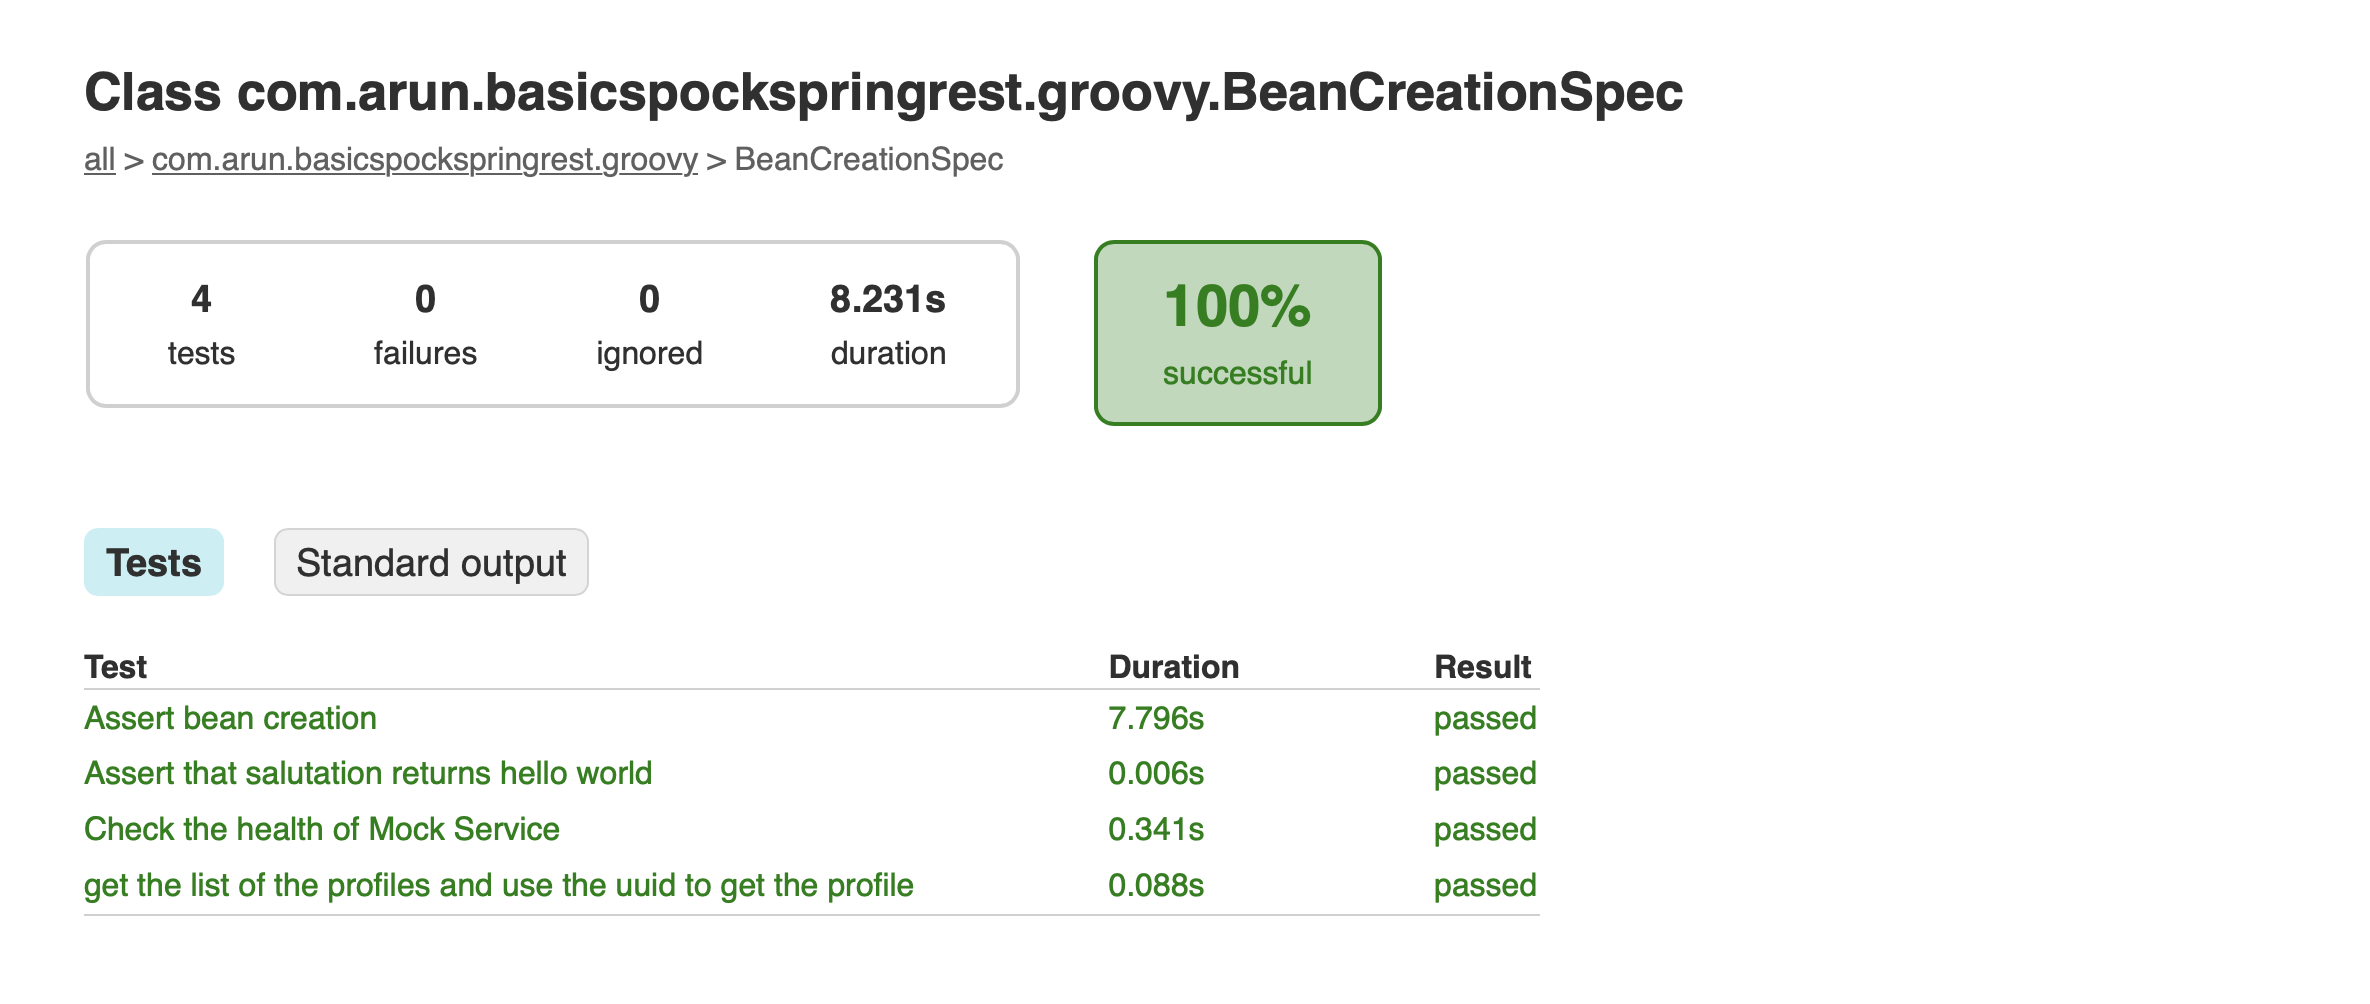 Class com.arun.basicspockspringrest.groovy.BeanCreationSpec
all > com.arun.basicspockspringrest.groovy > BeanCreationSpec
4 0 0 8.231s
tests failures ignored duration
100%
successful
Tests Standard output
Test Duration Result
Assert bean creation 7.796s passed
Assert that salutation returns hello world 0.006s passed
Check the health of Mock Service 0.341s passed
get the list of the profiles and use the uuid to get the profile 0.088s passed